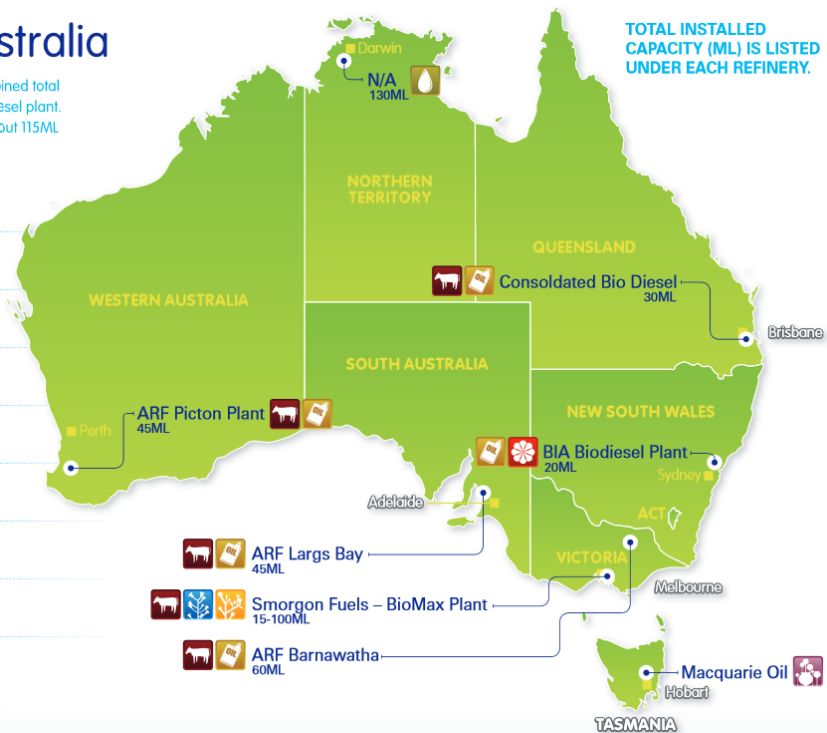 stralia
ined total
esel plant.
out 115ML
TOTAL INSTALLED
CAPACITY (ML) IS LISTED
UNDER EACH REFINERY.
Darwin
N/A
130ML
NORTHERN
TERRITORY
QUEENSLAND
Consoldated Bio Diesel
30ML
WESTERN AUSTRALIA
Brisbane
SOUTH AUSTRALIA
ARF Picton Plant
45ML
Perth
NEW SOUTH WALES
OIL
BIA Biodiesel Plant
20ML
Sydney
Adelaide
ACT
ARF Largs Bay
45ML
VICTORIA
Melbourne
Smorgon Fuels – BioMax Plant
15-100ML
ARF Barnawatha
60ML
Macquarie Oil
Hobart
TASMANIA